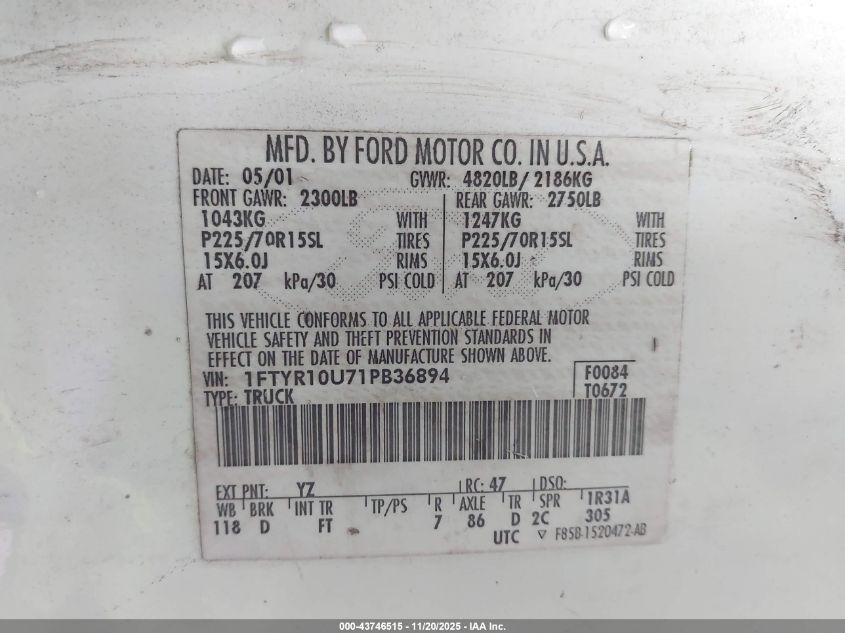 MFD. BY FORD MOTOR CO. IN U.S.A.
DATE: 05/01 GVWR: 4820LB/ 2186KG
FRONT GAWR: 2300LB REAR GAWR: 2750LB
1043KG WITH 1247KG WITH
P225/70R15SL TIRES P225/70R15SL TIRES
15X6.0J RIMS 15X6.0J RIMS
AT 207 kPa/30 PSI COLD AT 207 kPa/30 PSI COLD
THIS VEHICLE CONFORMS TO ALL APPLICABLE FEDERAL MOTOR
VEHICLE SAFETY AND THEFT PREVENTION STANDARDS IN
EFFECT ON THE DATE OF MANUFACTURE SHOWN ABOVE.
VIN: 1FTYR10U71PB36894 F0084
TYPE: TRUCK T0672
EXT PNT: YZ RC: 47 DSO:
WB BRK INT TR TP/PS R AXLE TR SPR 1R31A
118 D FT 7 86 D 2C 305
UTC F85B-1520472-AB
000-43746515 - 11/20/2025 - IAA Inc.